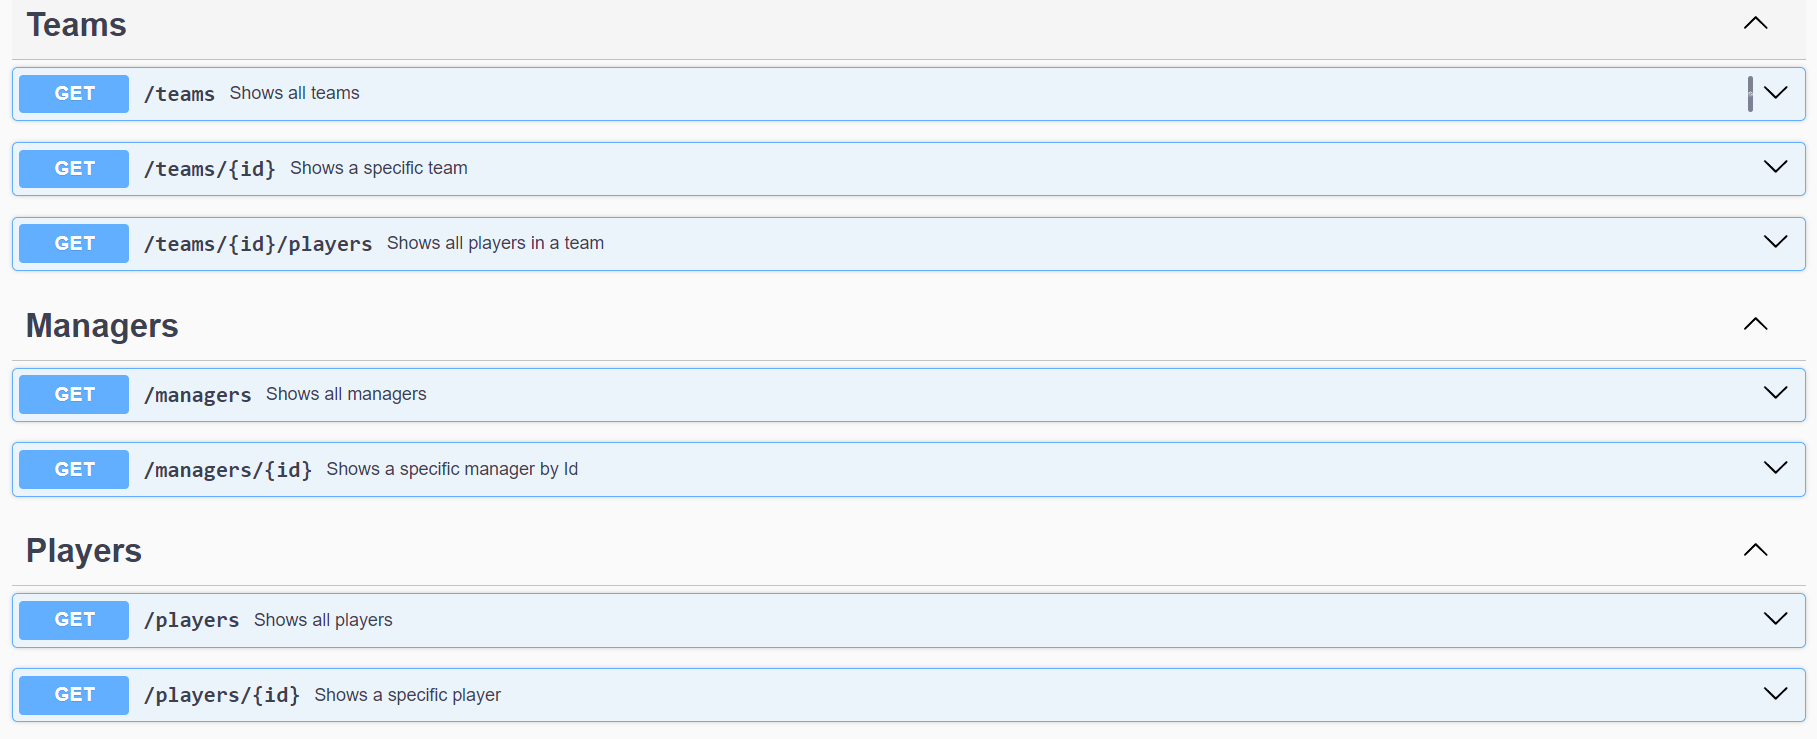 Teams
GET /teams Shows all teams
GET /teams/{id} Shows a specific team
GET /teams/{id}/players Shows all players in a team
Managers
GET /managers Shows all managers
GET /managers/{id} Shows a specific manager by Id
Players
GET /players Shows all players
GET /players/{id} Shows a specific player